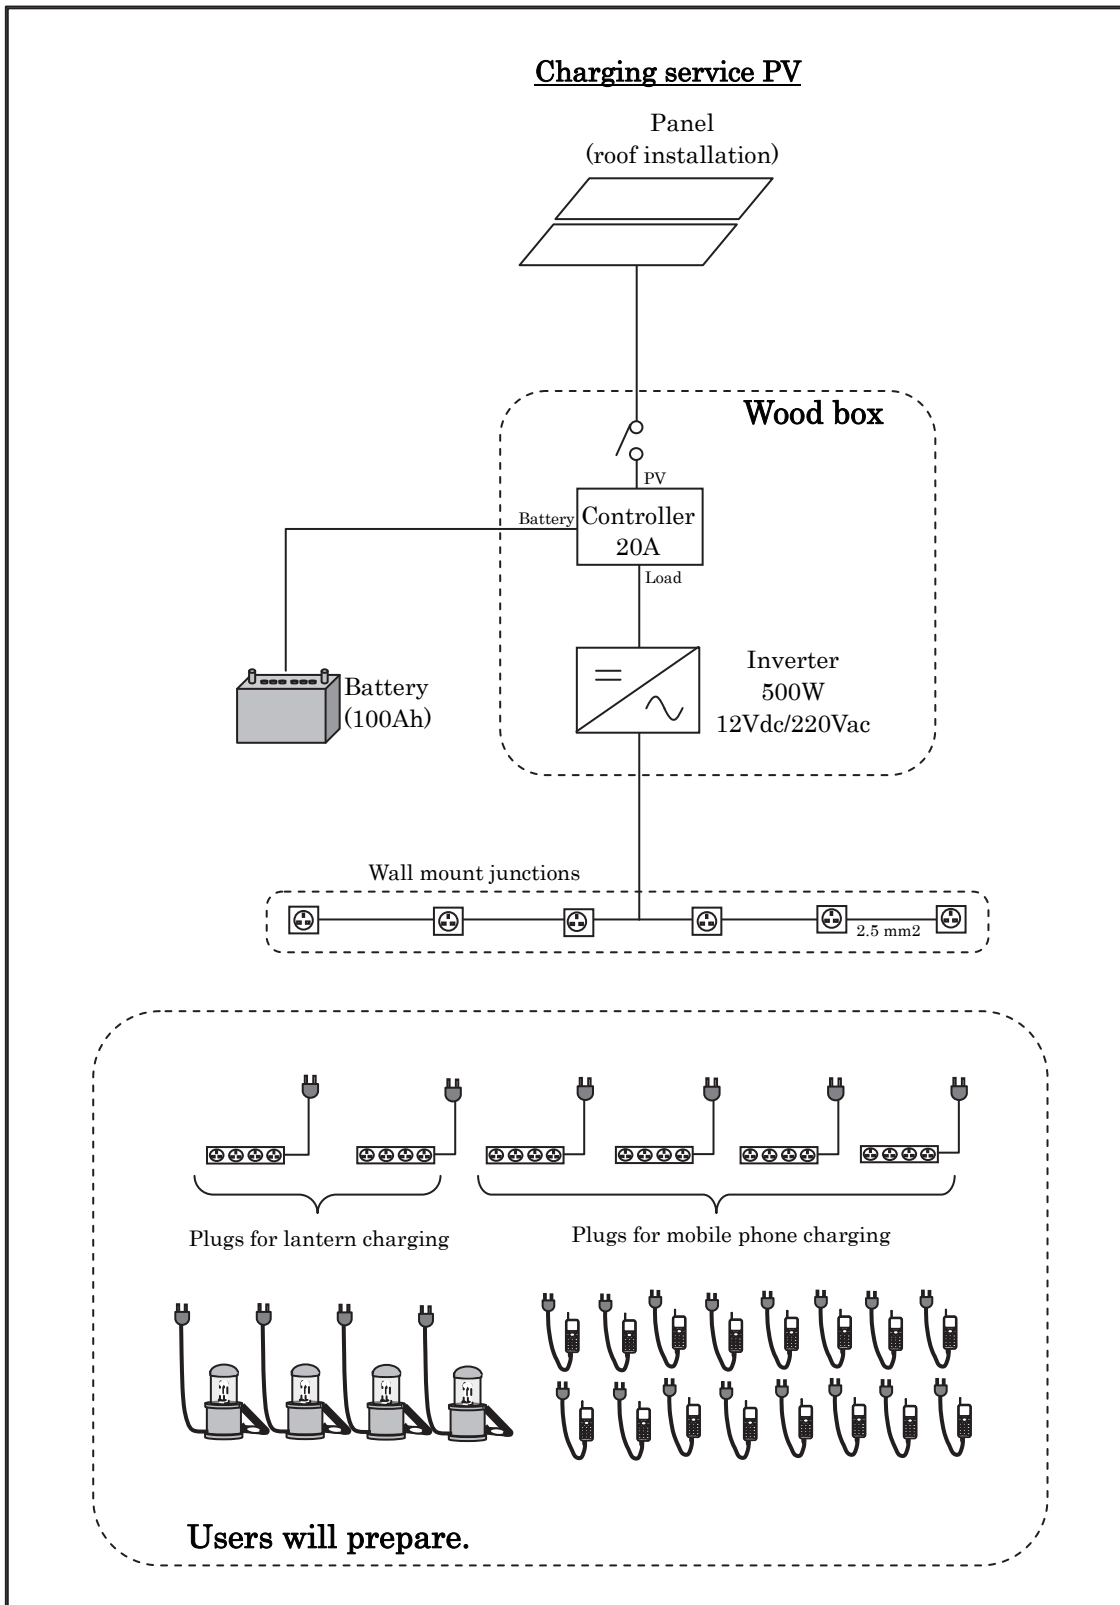 Charging service PV
Panel
(roof installation)
Wood box
PV
Battery
Controller
20A
Load
Inverter
500W
12Vdc/220Vac
Battery
(100Ah)
Wall mount junctions
2.5 mm2
Plugs for lantern charging
Plugs for mobile phone charging
Users will prepare.